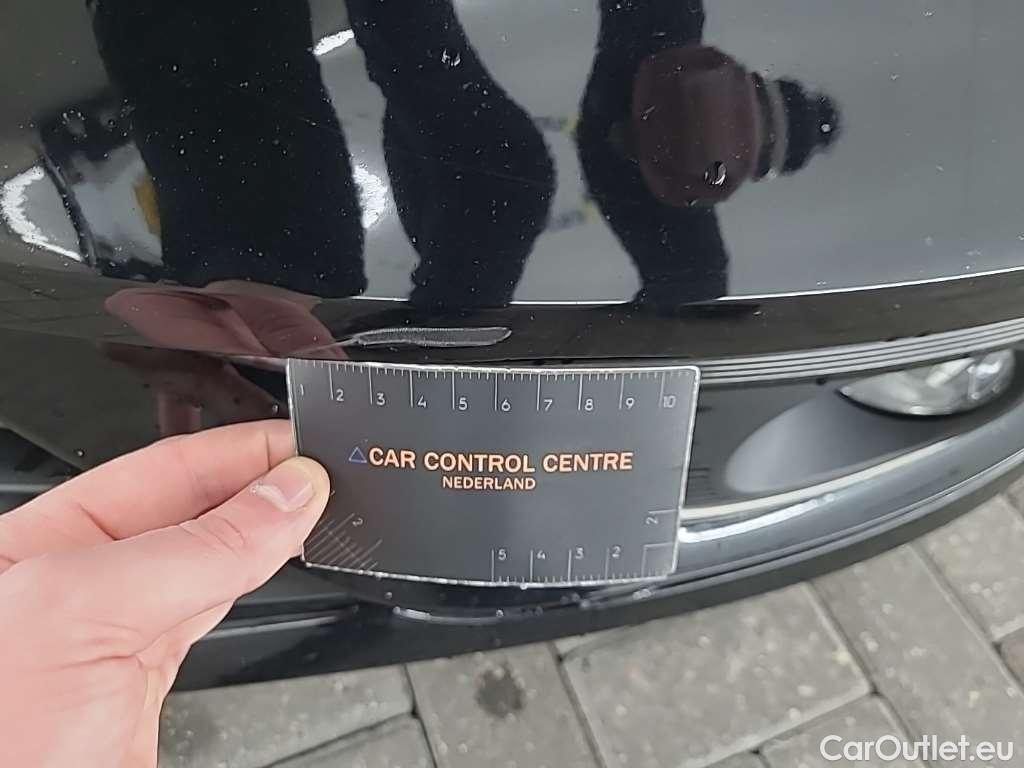 1 2 3 4 5 6 7 8 9 10
CAR CONTROL CENTRE
NEDERLAND
2 2
5 4 3 2
CarOutlet.eu